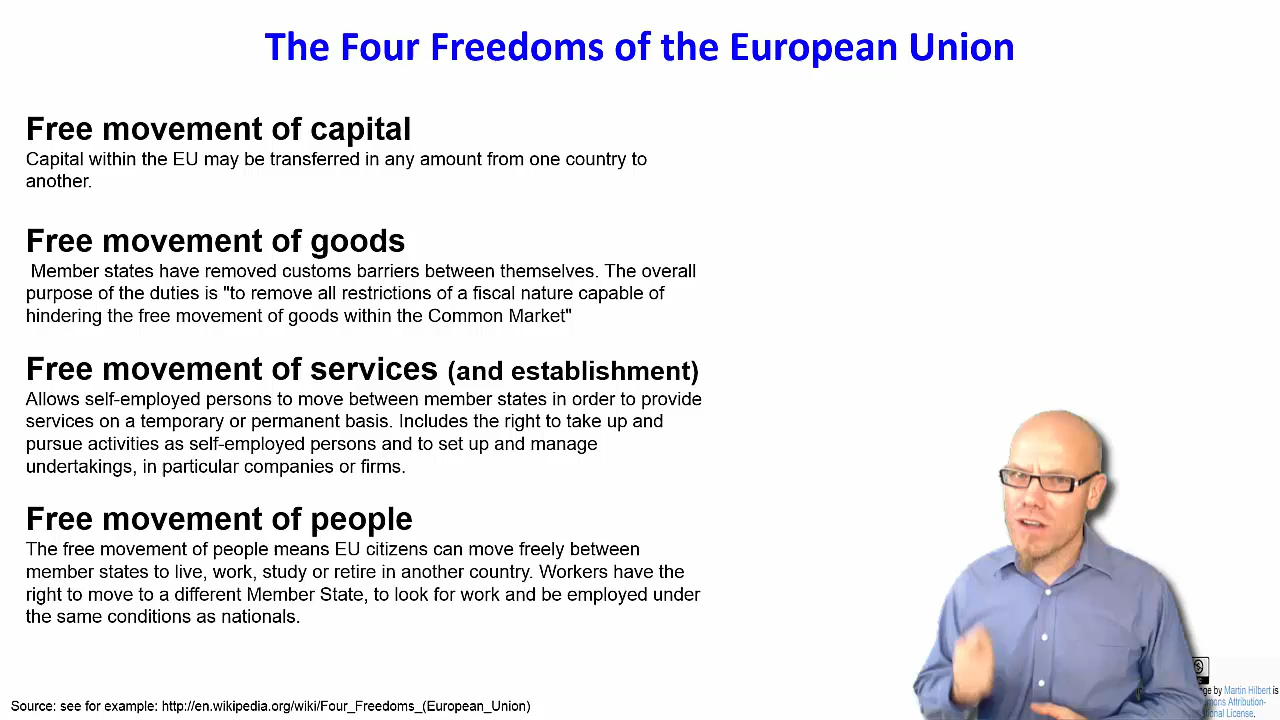 The Four Freedoms of the European Union
Free movement of capital
Capital within the EU may be transferred in any amount from one country to
another.
Free movement of goods
Member states have removed customs barriers between themselves. The overall
purpose of the duties is "to remove all restrictions of a fiscal nature capable of
hindering the free movement of goods within the Common Market"
Free movement of services (and establishment)
Allows self-employed persons to move between member states in order to provide
services on a temporary or permanent basis. Includes the right to take up and
pursue activities as self-employed persons and to set up and manage
undertakings, in particular companies or firms.
Free movement of people
The free movement of people means EU citizens can move freely between
member states to live, work, study or retire in another country. Workers have the
right to move to a different Member State, to look for work and be employed under
the same conditions as nationals.
by Martin Hilbert is
Attribution-
License.
Source: see for example: http://en.wikipedia.org/wiki/Four_Freedoms_(European_Union)